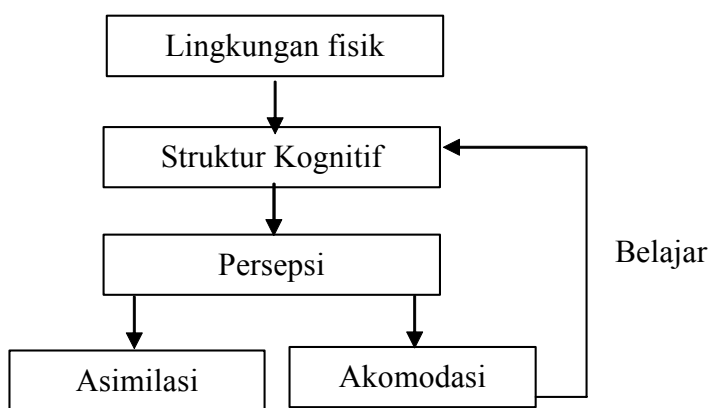 Lingkungan fisik
Struktur Kognitif
Persepsi
Belajar
Asimilasi
Akomodasi